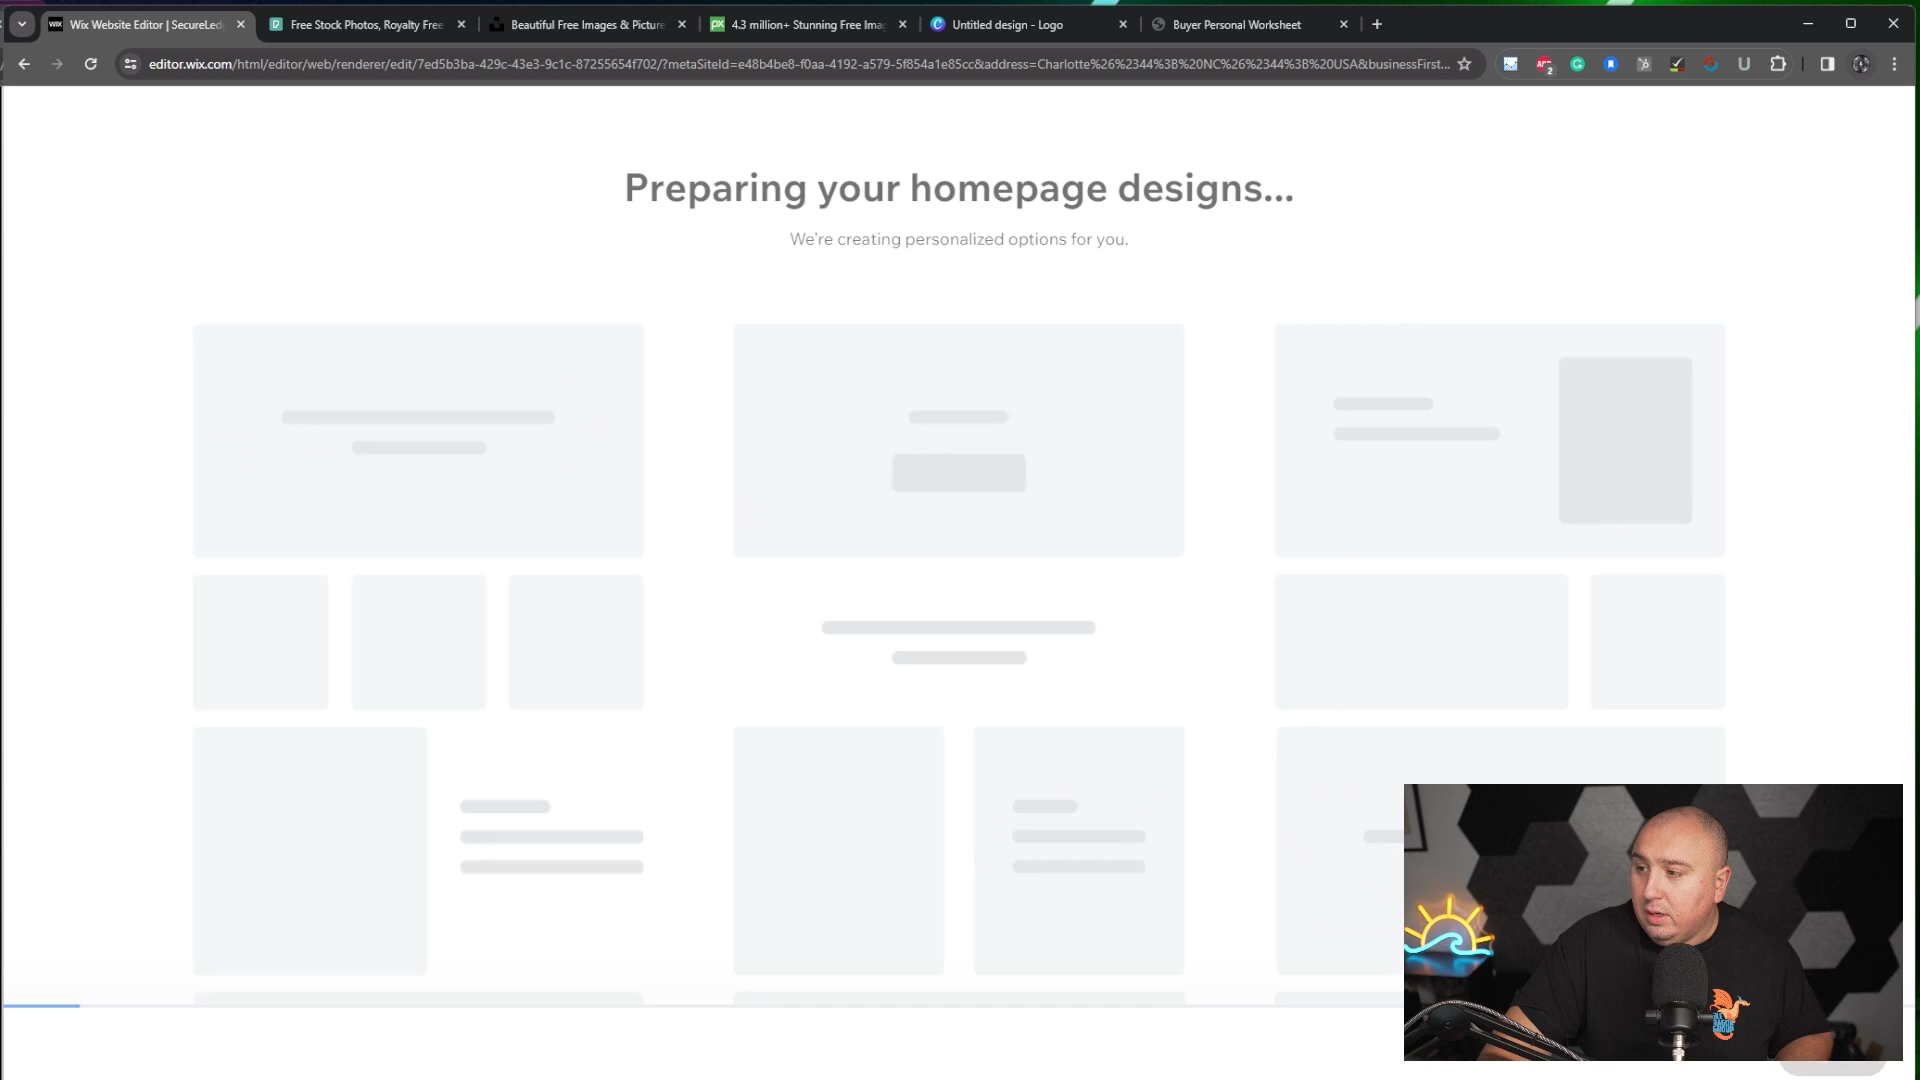 Wix Website Editor | SecureLed
Free Stock Photos, Royalty Free
Beautiful Free Images & Picture
4.3 million+ Stunning Free Imag
Untitled design - Logo
Buyer Personal Worksheet
editor.wix.com/html/editor/web/renderer/edit/7ed5b3ba-429c-43e3-9c1c-87255654f702/?metaSiteId=e48b4be8-f0aa-4192-a579-5f854a1e85cc&address=Charlotte%26%2344%3B%20NC%26%2344%3B%20USA&businessFirst...
Preparing your homepage designs...
We're creating personalized options for you.